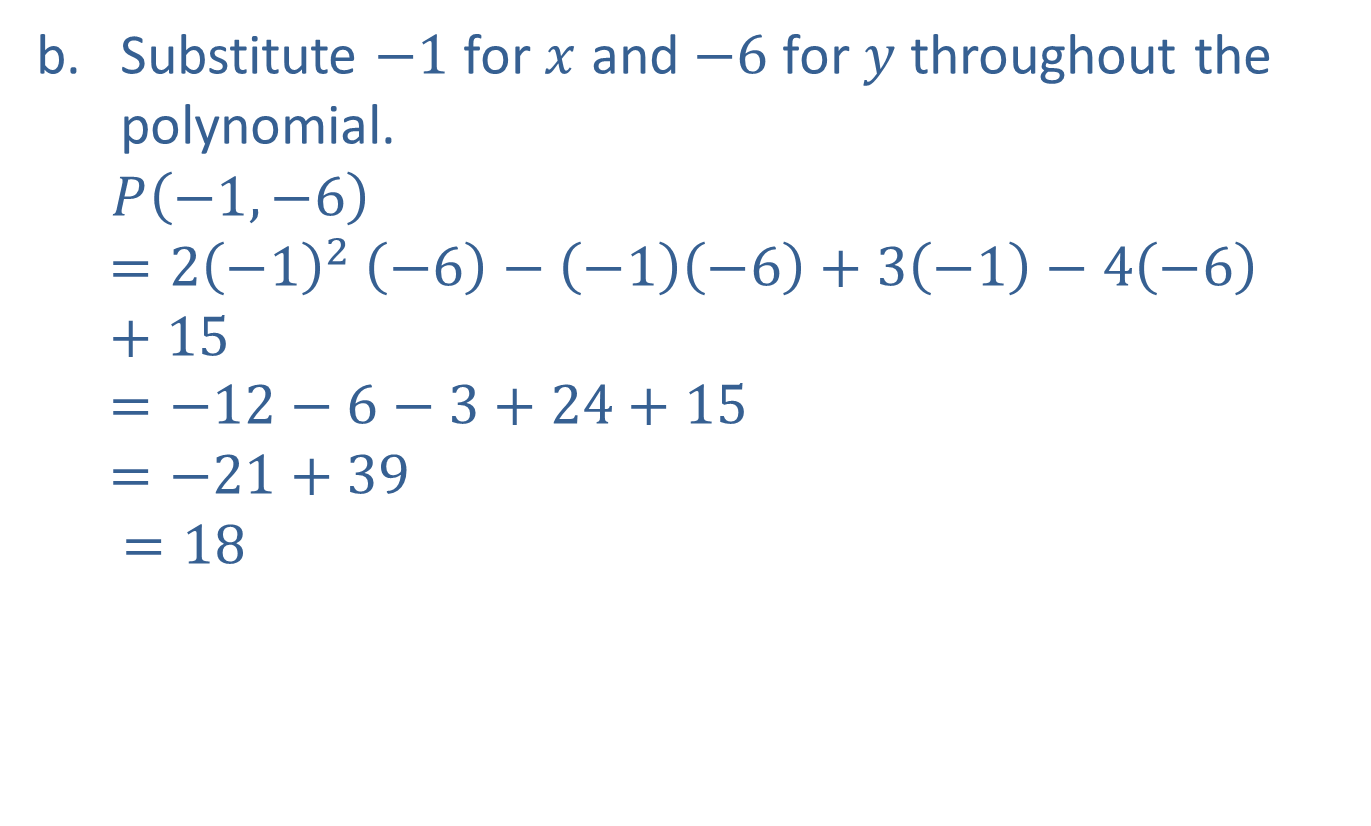 b. Substitute −1 for x and −6 for y throughout the
polynomial.
P(−1, −6)
= 2(−1)² (−6) − (−1)(−6) + 3(−1) − 4(−6)
+ 15
= −12 − 6 − 3 + 24 + 15
= −21 + 39
= 18